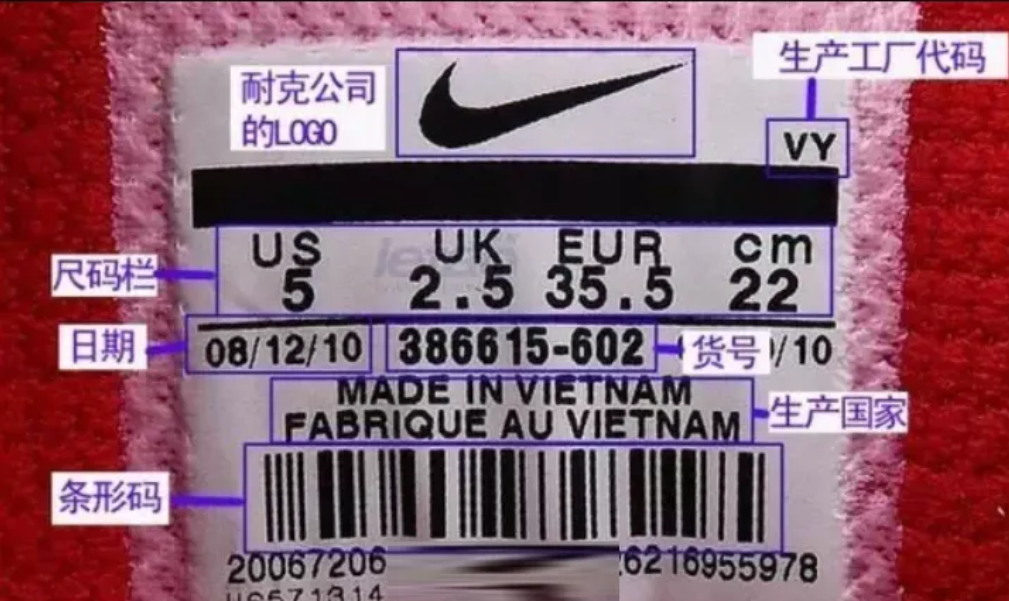 生产工厂代码
耐克公司
的LOGO
VY
US UK EUR cm
尺码栏
5 2.5 35.5 22
日期
08/12/10 386615-602 货号 /10
MADE IN VIETNAM
FABRIQUE AU VIETNAM
生产国家
条形码
20067206 6216955978